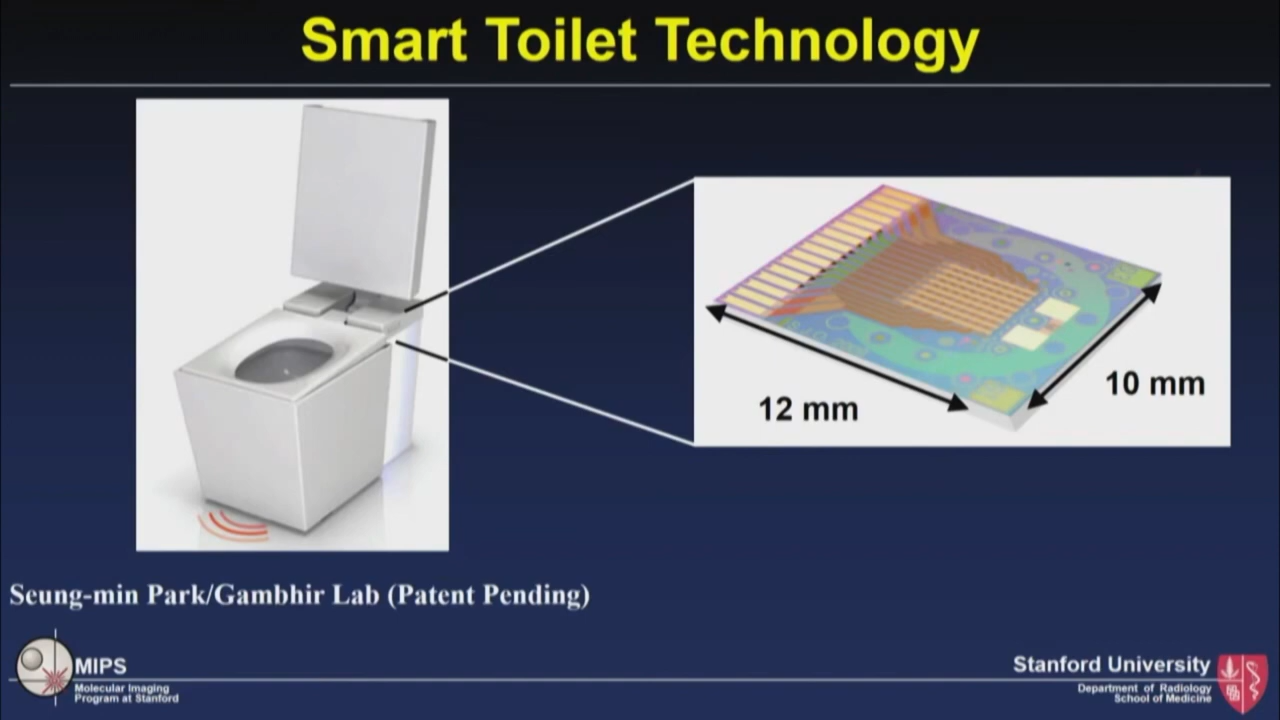 Smart Toilet Technology
12 mm
10 mm
Seung-min Park/Gambhir Lab (Patent Pending)
MIPS
Molecular Imaging
Program at Stanford
Stanford University
Department of Radiology
School of Medicine